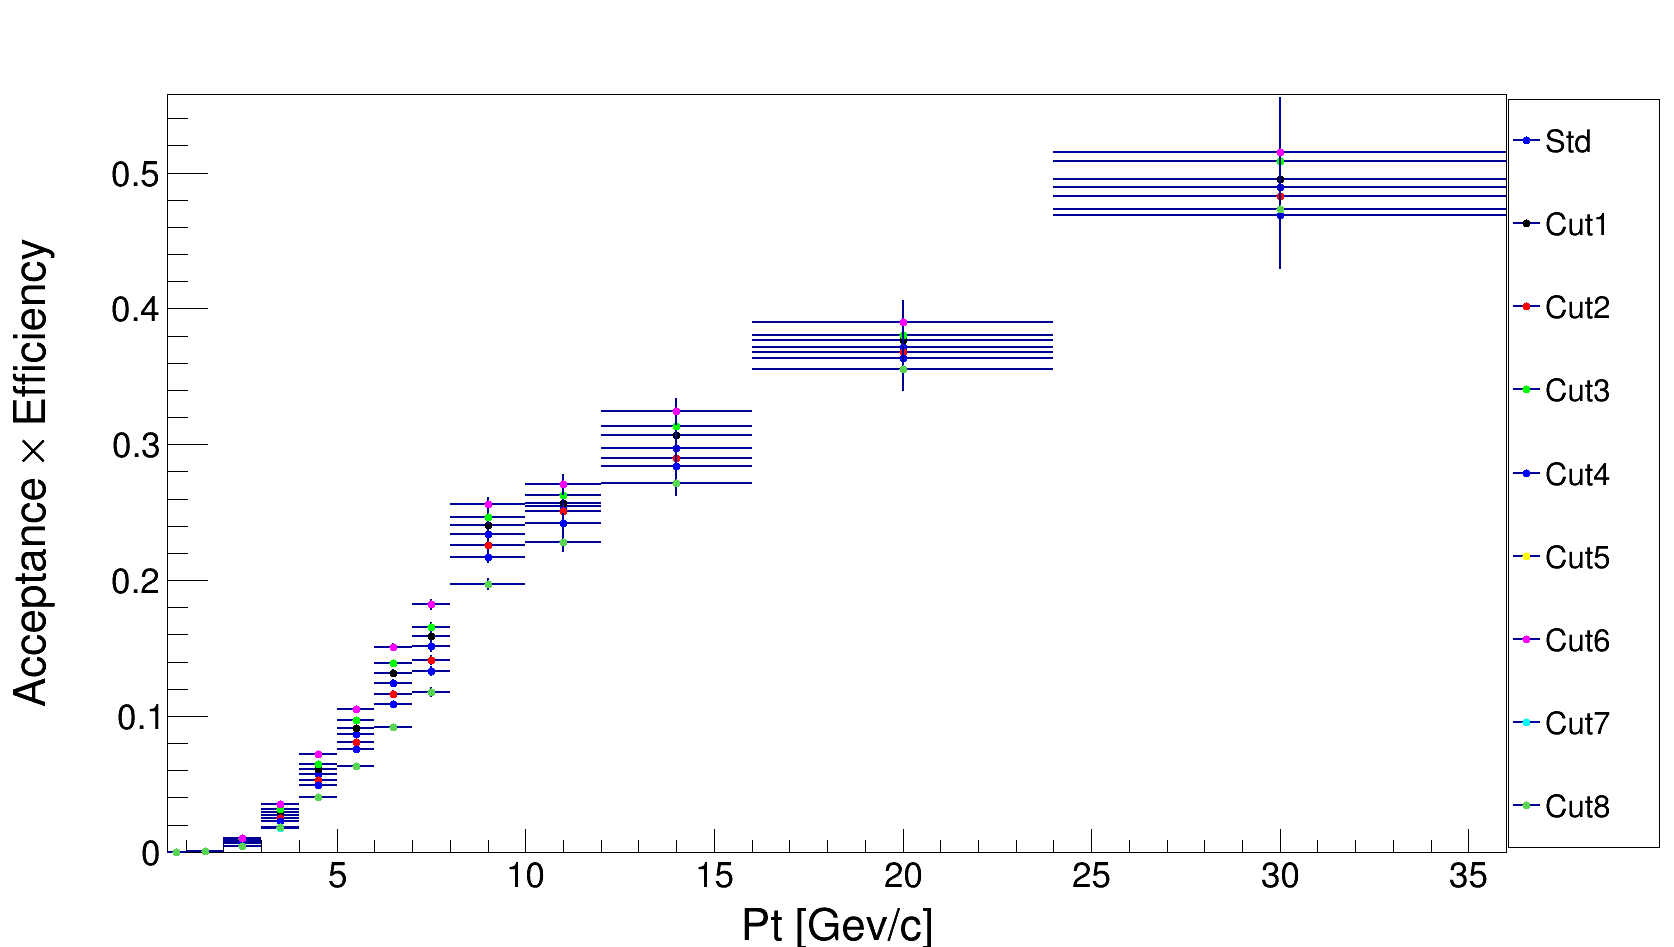 0.5
0.4
0.3
0.2
0.1
0
Acceptance × Efficiency
5 10 15 20 25 30 35
Pt [Gev/c]
Std
Cut1
Cut2
Cut3
Cut4
Cut5
Cut6
Cut7
Cut8